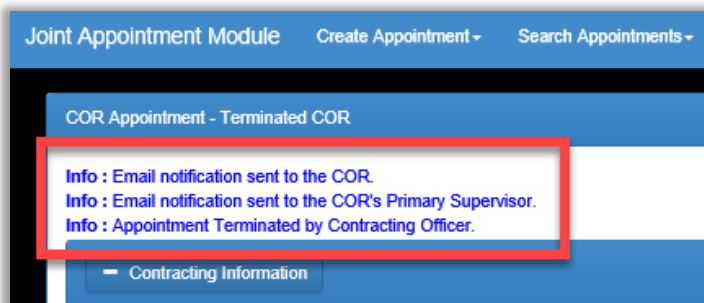 Joint Appointment Module Create Appointment Search Appointments
COR Appointment - Terminated COR
Info : Email notification sent to the COR.
Info : Email notification sent to the COR's Primary Supervisor.
Info : Appointment Terminated by Contracting Officer.
Contracting Information